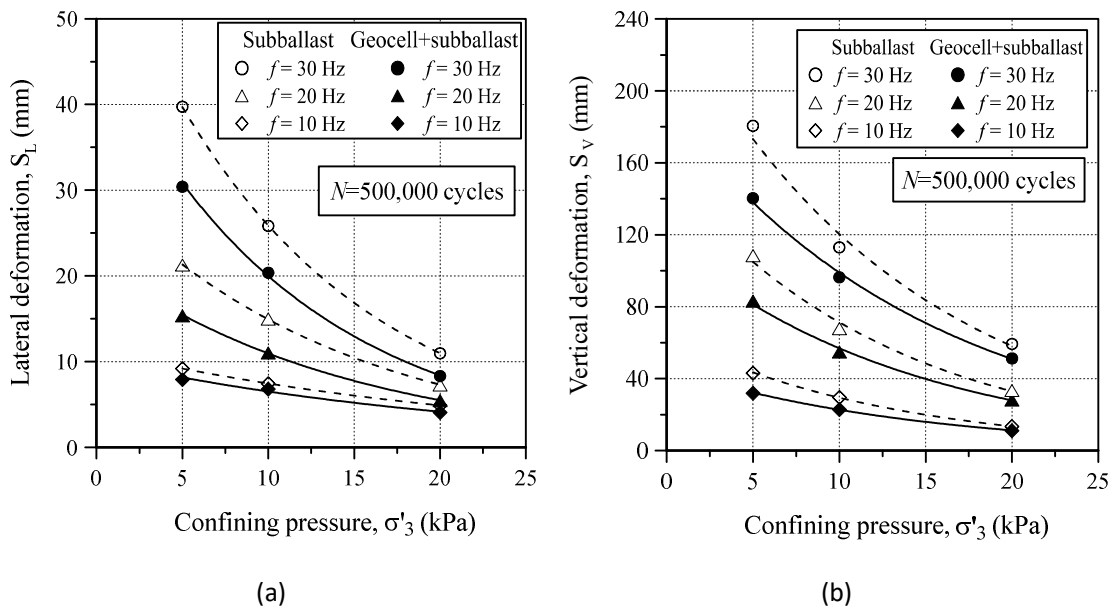 50
40
30
20
10
0
Lateral deformation, S_L (mm)
Subballast Geocell+subballast
f = 30 Hz f = 30 Hz
f = 20 Hz f = 20 Hz
f = 10 Hz f = 10 Hz
N=500,000 cycles
0 5 10 15 20 25
Confining pressure, σ'₃ (kPa)
(a)
240
200
160
120
80
40
0
Vertical deformation, S_V (mm)
Subballast Geocell+subballast
f = 30 Hz f = 30 Hz
f = 20 Hz f = 20 Hz
f = 10 Hz f = 10 Hz
N=500,000 cycles
0 5 10 15 20 25
Confining pressure, σ'₃ (kPa)
(b)